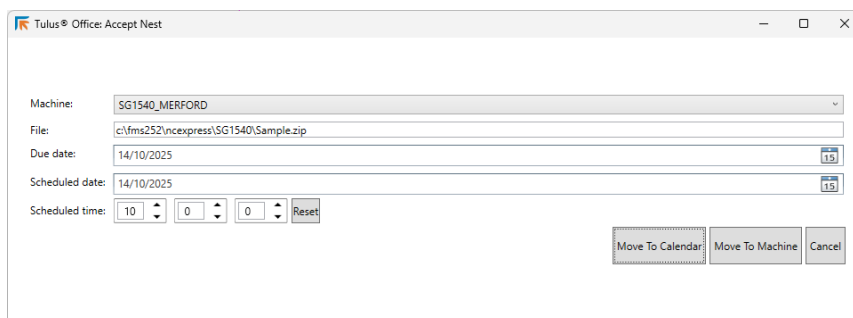 Tulus® Office: Accept Nest
Machine: SG1540_MERFORD
File: c:\fms252\ncexpress\SG1540\Sample.zip
Due date: 14/10/2025 15
Scheduled date: 14/10/2025 15
Scheduled time: 10 0 0 Reset
Move To Calendar Move To Machine Cancel